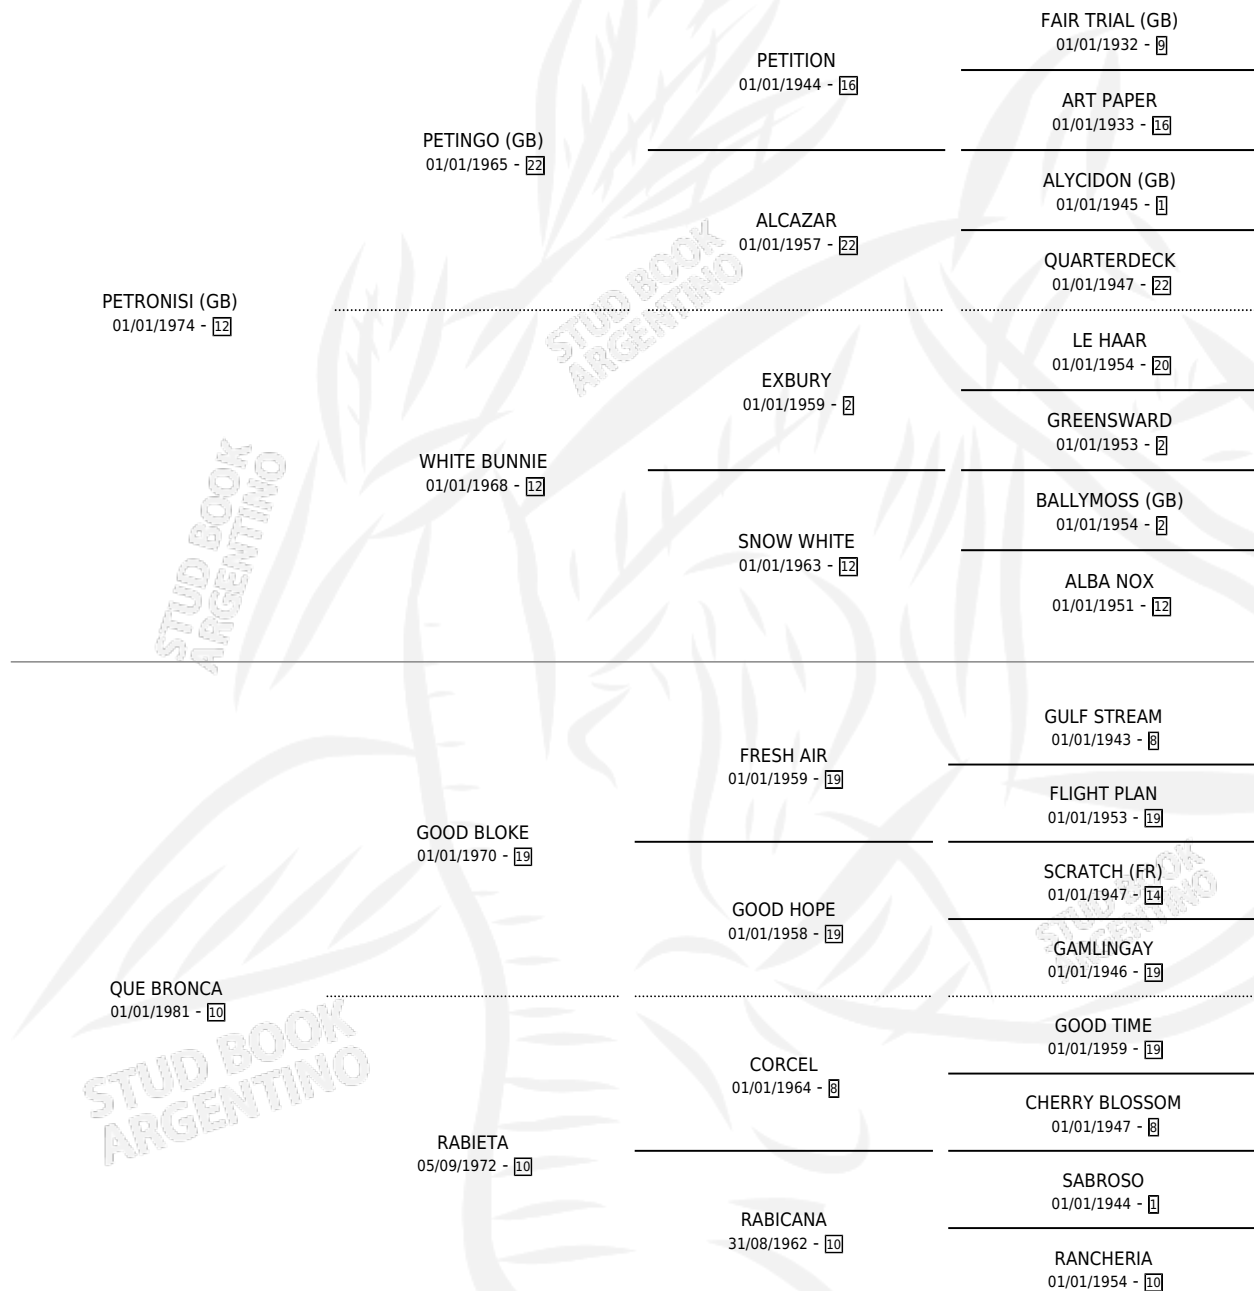 FAIR TRIAL (GB)
01/01/1932 - 9
PETITION
01/01/1944 - 16
ART PAPER
01/01/1933 - 16
PETINGO (GB)
01/01/1965 - 22
ALYCIDON (GB)
01/01/1945 - 1
ALCAZAR
01/01/1957 - 22
QUARTERDECK
01/01/1947 - 22
PETRONISI (GB)
01/01/1974 - 12
LE HAAR
01/01/1954 - 20
EXBURY
01/01/1959 - 2
GREENSWARD
01/01/1953 - 2
WHITE BUNNIE
01/01/1968 - 12
BALLYMOSS (GB)
01/01/1954 - 2
SNOW WHITE
01/01/1963 - 12
ALBA NOX
01/01/1951 - 12
GULF STREAM
01/01/1943 - 8
FRESH AIR
01/01/1959 - 19
FLIGHT PLAN
01/01/1953 - 19
GOOD BLOKE
01/01/1970 - 19
SCRATCH (FR)
01/01/1947 - 14
GOOD HOPE
01/01/1958 - 19
GAMLINGAY
01/01/1946 - 19
QUE BRONCA
01/01/1981 - 10
GOOD TIME
01/01/1959 - 19
CORCEL
01/01/1964 - 8
CHERRY BLOSSOM
01/01/1947 - 8
RABIETA
05/09/1972 - 10
SABROSO
01/01/1944 - 1
RABICANA
31/08/1962 - 10
RANCHERIA
01/01/1954 - 10
STUD BOOK
ARGENTINO
STUD BOOK
ARGENTINO
STUD BOOK
ARGENTINO
STUD BOOK
ARGENTINO